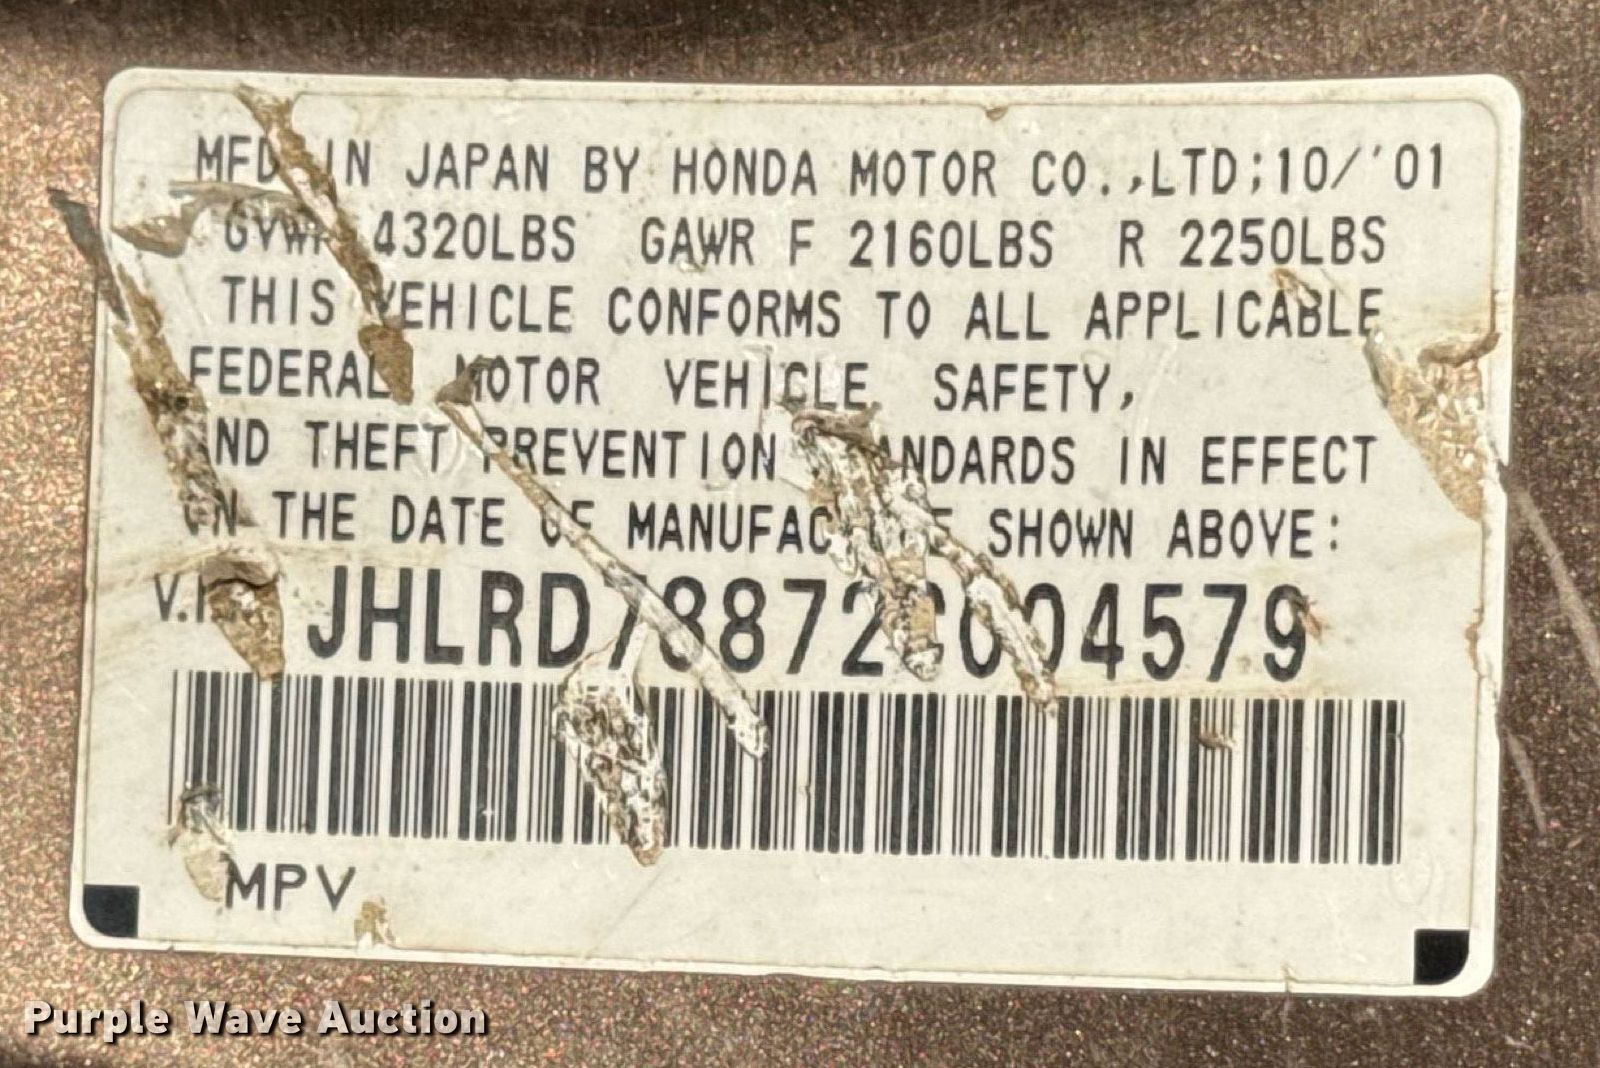 MFD IN JAPAN BY HONDA MOTOR CO.,LTD;10/'01
GVWR 4320LBS GAWR F 2160LBS R 2250LBS
THIS VEHICLE CONFORMS TO ALL APPLICABLE
FEDERAL MOTOR VEHICLE SAFETY,
AND THEFT PREVENTION STANDARDS IN EFFECT
ON THE DATE OF MANUFACTURE SHOWN ABOVE:
JHLRD78872C004579
MPV
Purple Wave Auction